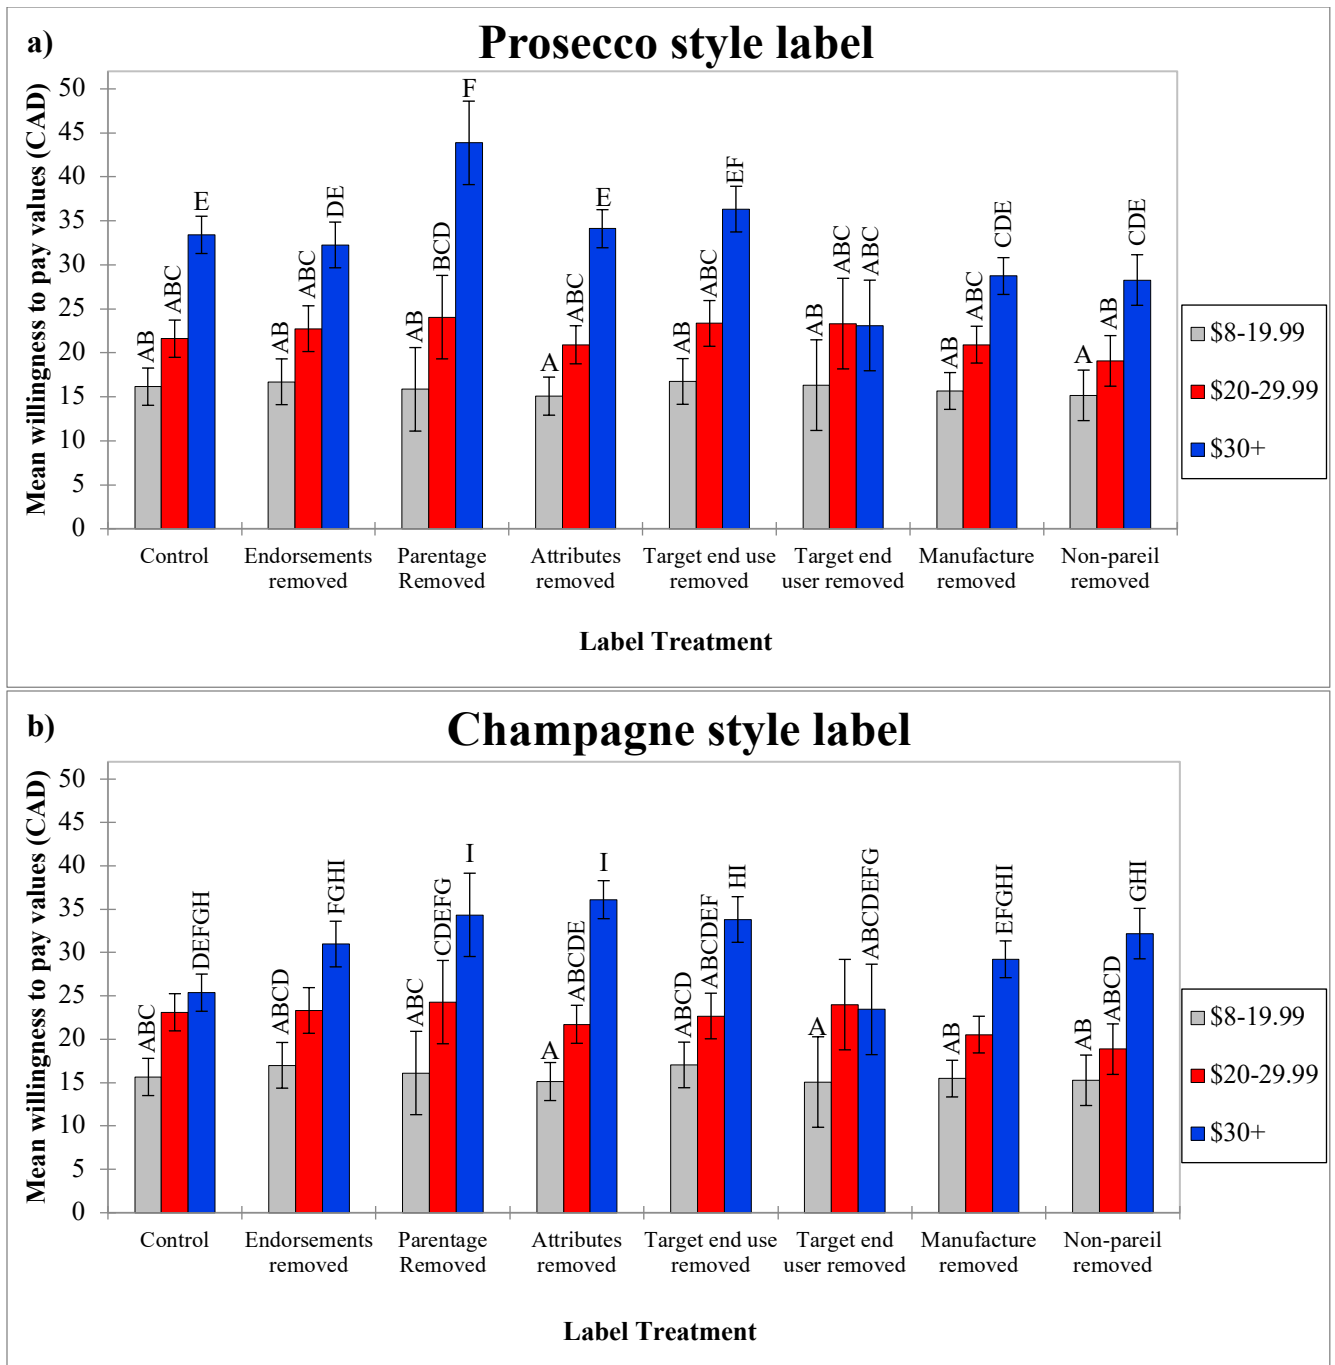 a)
Prosecco style label
Mean willingness to pay values (CAD)
50
45
40
35
30
25
20
15
10
5
0
AB
ABC
E
AB
ABC
DE
AB
BCD
F
A
ABC
E
AB
ABC
EF
AB
ABC
ABC
AB
ABC
CDE
A
AB
CDE
Control
Endorsements
removed
Parentage
Removed
Attributes
removed
Target end use
removed
Target end
user removed
Manufacture
removed
Non-pareil
removed
Label Treatment
$8-19.99
$20-29.99
$30+
b)
Champagne style label
Mean willingness to pay values (CAD)
50
45
40
35
30
25
20
15
10
5
0
ABC
DEFGH
ABCD
FGHI
ABC
CDEFG
I
A
ABCDE
I
ABCD
ABCDEF
HI
A
ABCDEFG
AB
EFGHI
AB
ABCD
GHI
Control
Endorsements
removed
Parentage
Removed
Attributes
removed
Target end use
removed
Target end
user removed
Manufacture
removed
Non-pareil
removed
Label Treatment
$8-19.99
$20-29.99
$30+